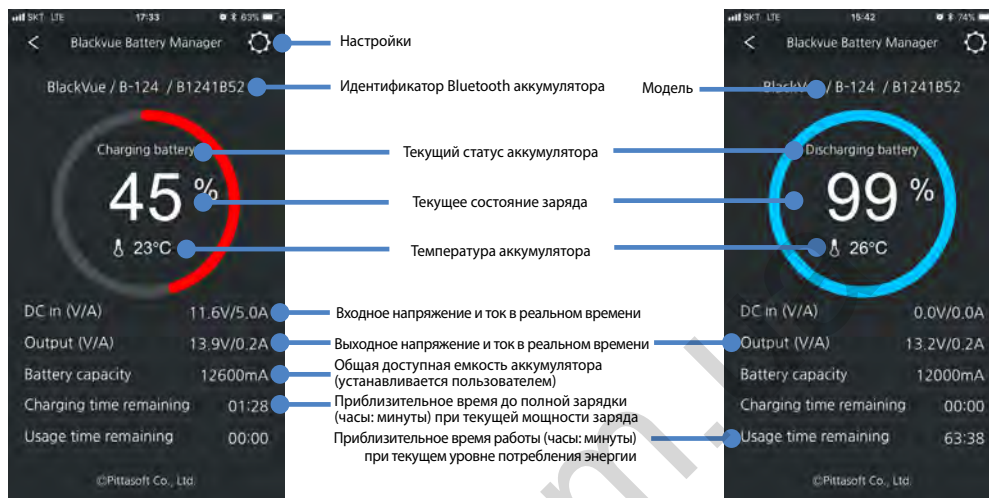 SKT LTE 17:33 63%
Blackvue Battery Manager
BlackVue / B-124 / B1241B52
Charging battery
45 %
23°C
DC in (V/A) 11.6V/5.0A
Output (V/A) 13.9V/0.2A
Battery capacity 12600mA
Charging time remaining 01:28
Usage time remaining 00:00
©Pittasoft Co., Ltd.
Настройки
Идентификатор Bluetooth аккумулятора
Модель
Текущий статус аккумулятора
Текущее состояние заряда
Температура аккумулятора
Входное напряжение и ток в реальном времени
Выходное напряжение и ток в реальном времени
Общая доступная емкость аккумулятора
(устанавливается пользователем)
Приблизительное время до полной зарядки
(часы: минуты) при текущей мощности заряда
Приблизительное время работы (часы: минуты)
при текущем уровне потребления энергии
SKT LTE 15:42 74%
Blackvue Battery Manager
BlackVue / B-124 / B1241B52
Discharging battery
99 %
26°C
DC in (V/A) 0.0V/0.0A
Output (V/A) 13.2V/0.2A
Battery capacity 12000mA
Charging time remaining 00:00
Usage time remaining 63:38
©Pittasoft Co., Ltd.